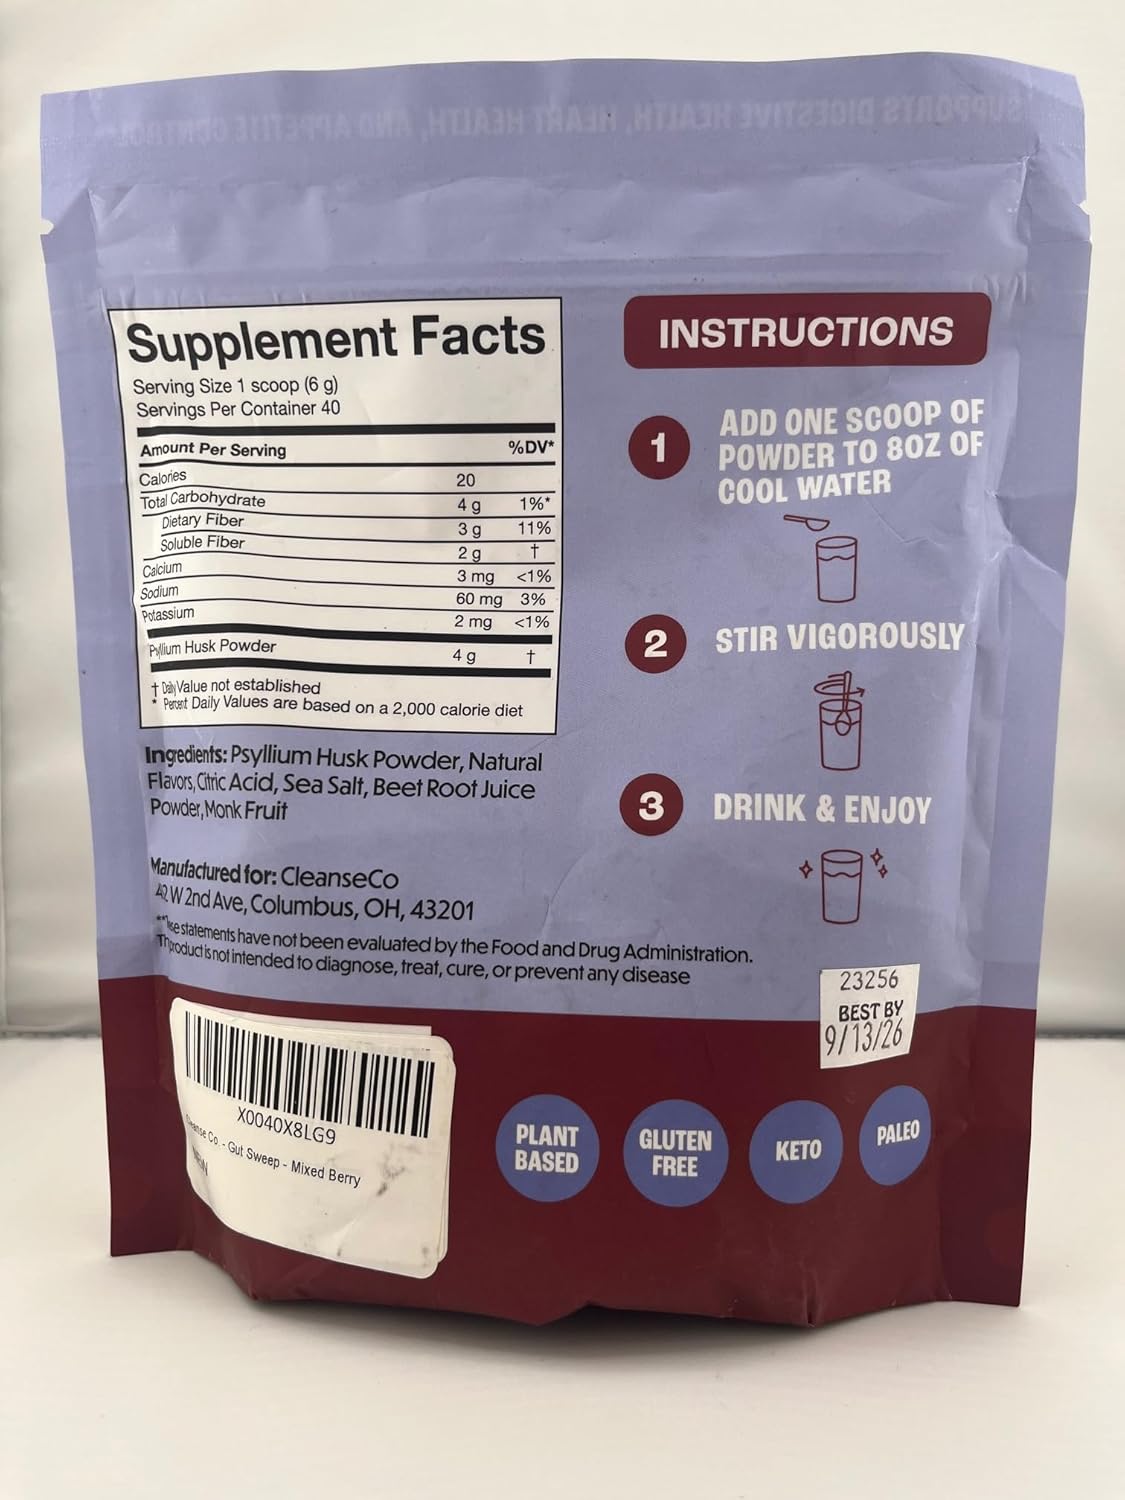 SUPPORTS DIGESTIVE HEALTH, HEART HEALTH, AND APPETITE CONTROL
Supplement Facts
Serving Size 1 scoop (6 g)
Servings Per Container 40
Amount Per Serving %DV*
Calories 20
Total Carbohydrate 4 g 1%*
Dietary Fiber 3 g 11%
Soluble Fiber 2 g †
Calcium 3 mg <1%
Sodium 60 mg 3%
Potassium 2 mg <1%
Psyllium Husk Powder 4 g †
† Daily Value not established
* Percent Daily Values are based on a 2,000 calorie diet
Ingredients: Psyllium Husk Powder, Natural
Flavors, Citric Acid, Sea Salt, Beet Root Juice
Powder, Monk Fruit
Manufactured for: CleanseCo
42 W 2nd Ave, Columbus, OH, 43201
**These statements have not been evaluated by the Food and Drug Administration.
This product is not intended to diagnose, treat, cure, or prevent any disease
INSTRUCTIONS
1 ADD ONE SCOOP OF
POWDER TO 8OZ OF
COOL WATER
2 STIR VIGOROUSLY
3 DRINK & ENJOY
23256
BEST BY
9/13/26
X0040X8LG9
Cleanse Co. - Gut Sweep - Mixed Berry
PLANT
BASED
GLUTEN
FREE
KETO
PALEO